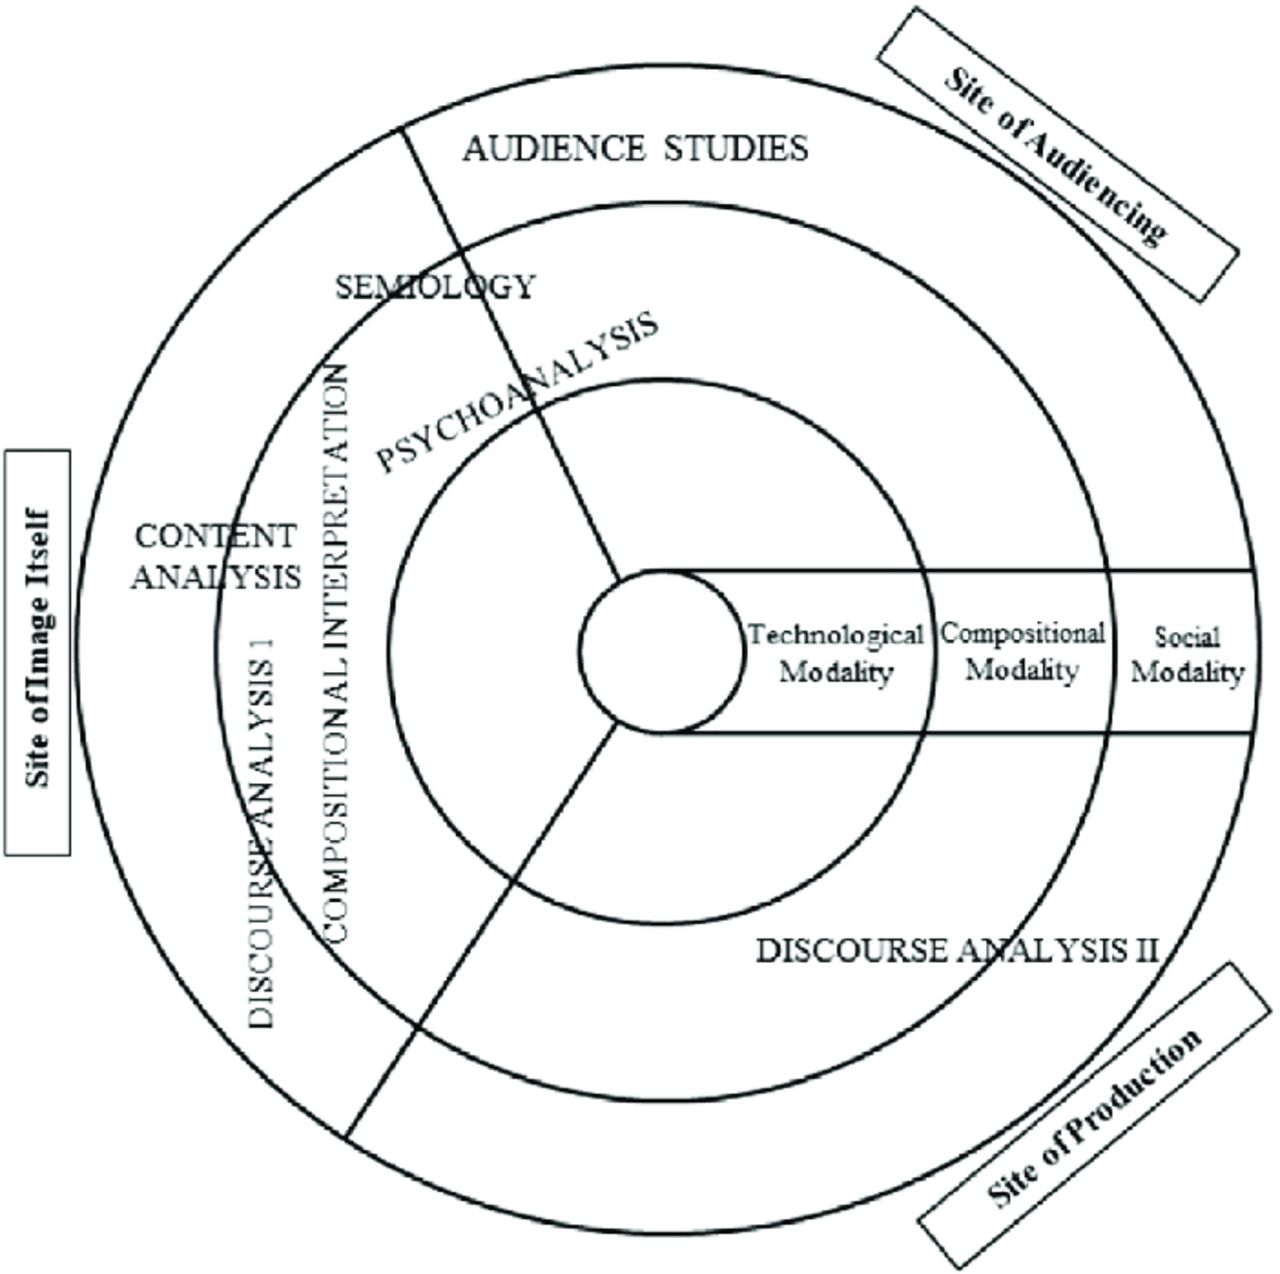 Site of Audiencing
AUDIENCE STUDIES
SEMIOLOGY
PSYCHOANALYSIS
COMPOSITIONAL INTERPRETATION
CONTENT
ANALYSIS
DISCOURSE ANALYSIS 1
Site of Image Itself
Technological
Modality
Compositional
Modality
Social
Modality
DISCOURSE ANALYSIS II
Site of Production